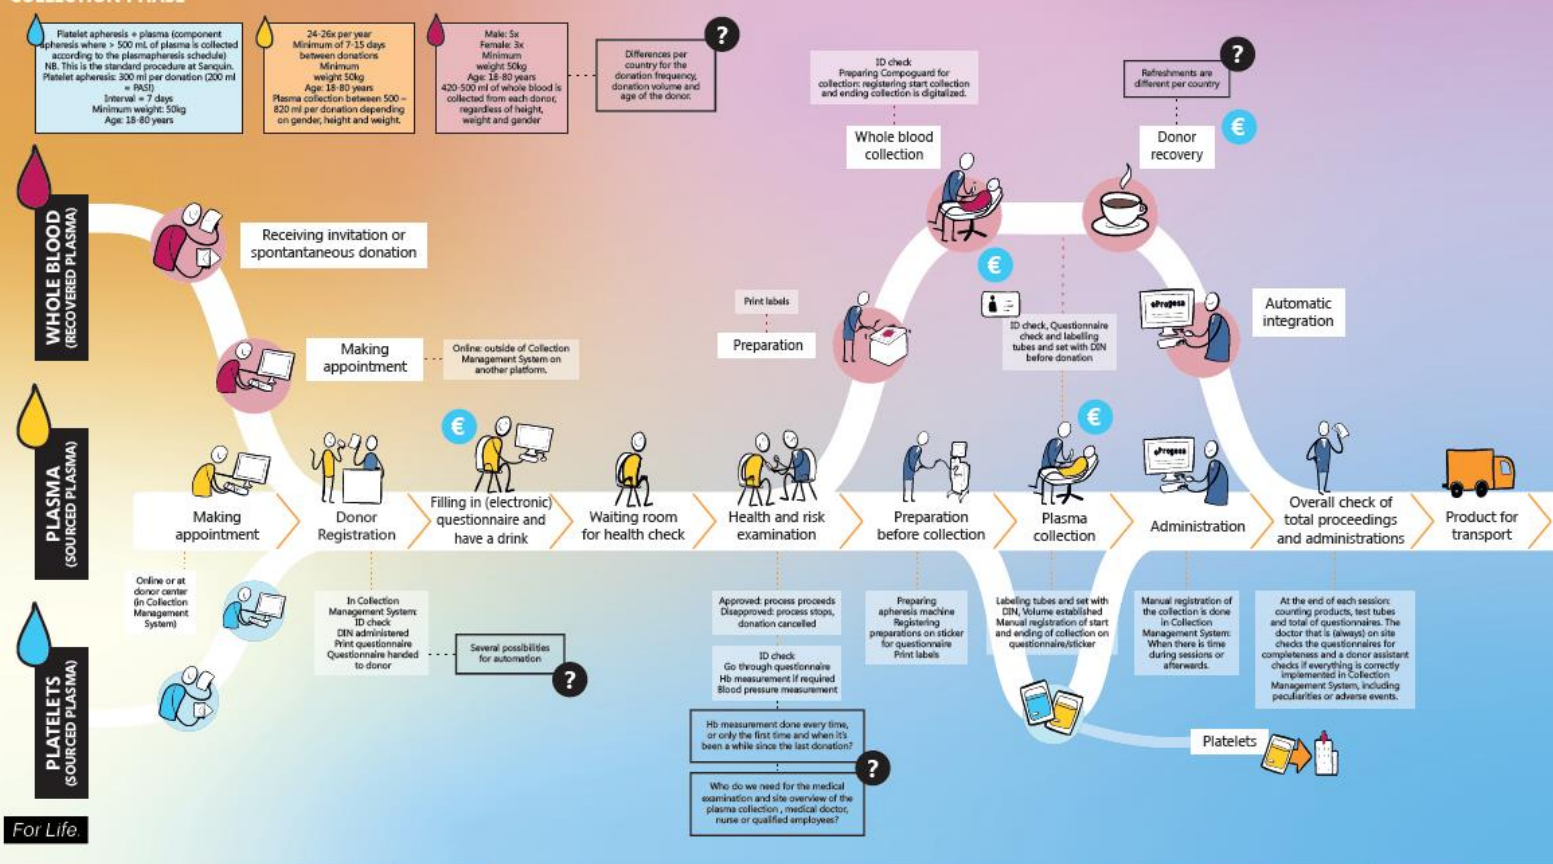 COLLECTION PHASE
Platelet apheresis + plasma (component
apheresis where > 500 mL of plasma is collected
according to the plasmapheresis schedule)
NB. This is the standard procedure at Sanquin.
Platelet apheresis: 300 ml per donation (200 ml
= PAS!)
Interval = 7 days
Minimum weight: 50kg
Age: 18-80 years
24-26x per year
Minimum of 7-15 days
between donations
Minimum
weight 50kg
Age: 18-80 years
Plasma collection between 500 –
820 ml per donation depending
on gender, height and weight.
Male: 5x
Female: 3x
Minimum
weight 50kg
Age: 18-80 years
420-500 ml of whole blood is
collected from each donor,
regardless of height,
weight and gender
Differences per
country for the
donation frequency,
donation volume and
age of the donor.
?
ID check
Preparing Compoguard for
collection: registering start collection
and ending collection is digitalized.
Whole blood
collection
?
Refreshments are
different per country
Donor
recovery
€
WHOLE BLOOD
(RECOVERED PLASMA)
Receiving invitation or
spontaneous donation
Making
appointment
Online: outside of Collection
Management System on
another platform.
Print labels
Preparation
€
ID check, Questionnaire
check and labelling
tubes and set with DIN
before donation
eProgesa
Automatic
integration
PLASMA
(SOURCED PLASMA)
€
€
eProgesa
Making
appointment
Donor
Registration
Filling in (electronic)
questionnaire and
have a drink
Waiting room
for health check
Health and risk
examination
Preparation
before collection
Plasma
collection
Administration
Overall check of
total proceedings
and administrations
Product for
transport
Online or at
donor center
(in Collection
Management
System)
In Collection
Management System:
ID check
DIN administered
Print questionnaire
Questionnaire handed
to donor
Several possibilities
for automation
?
Approved: process proceeds
Disapproved: process stops,
donation cancelled
ID check
Go through questionnaire
Hb measurement if required
Blood pressure measurement
Hb measurement done every time,
or only the first time and when it's
been a while since the last donation?
?
Who do we need for the medical
examination and site overview of the
plasma collection , medical doctor,
nurse or qualified employees?
Preparing
apheresis machine
Registering
preparations on sticker
for questionnaire
Print labels
Labeling tubes and set with
DIN, Volume established
Manual registration of start
and ending of collection on
questionnaire/sticker
Manual registration of
the collection is done
in Collection
Management System:
When there is time
during sessions or
afterwards.
At the end of each session:
counting products, test tubes
and total of questionnaires. The
doctor that is (always) on site
checks the questionnaires for
completeness and a donor assistant
checks if everything is correctly
implemented in Collection
Management System, including
peculiarities or adverse events.
PLATELETS
(SOURCED PLASMA)
Platelets
For Life.